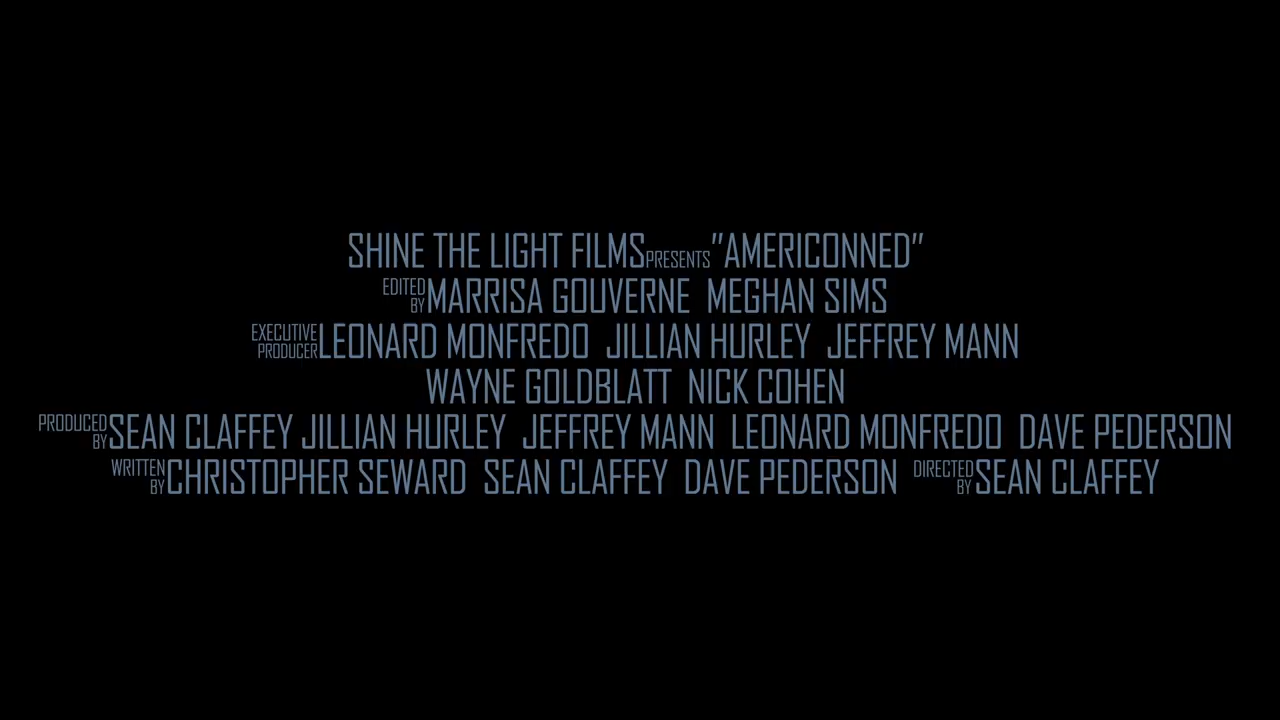 SHINE THE LIGHT FILMS PRESENTS "AMERICONNED"
EDITED BY MARRISA GOUVERNE MEGHAN SIMS
EXECUTIVE PRODUCER LEONARD MONFREDO JILLIAN HURLEY JEFFREY MANN
WAYNE GOLDBLATT NICK COHEN
PRODUCED BY SEAN CLAFFEY JILLIAN HURLEY JEFFREY MANN LEONARD MONFREDO DAVE PEDERSON
WRITTEN BY CHRISTOPHER SEWARD SEAN CLAFFEY DAVE PEDERSON DIRECTED BY SEAN CLAFFEY